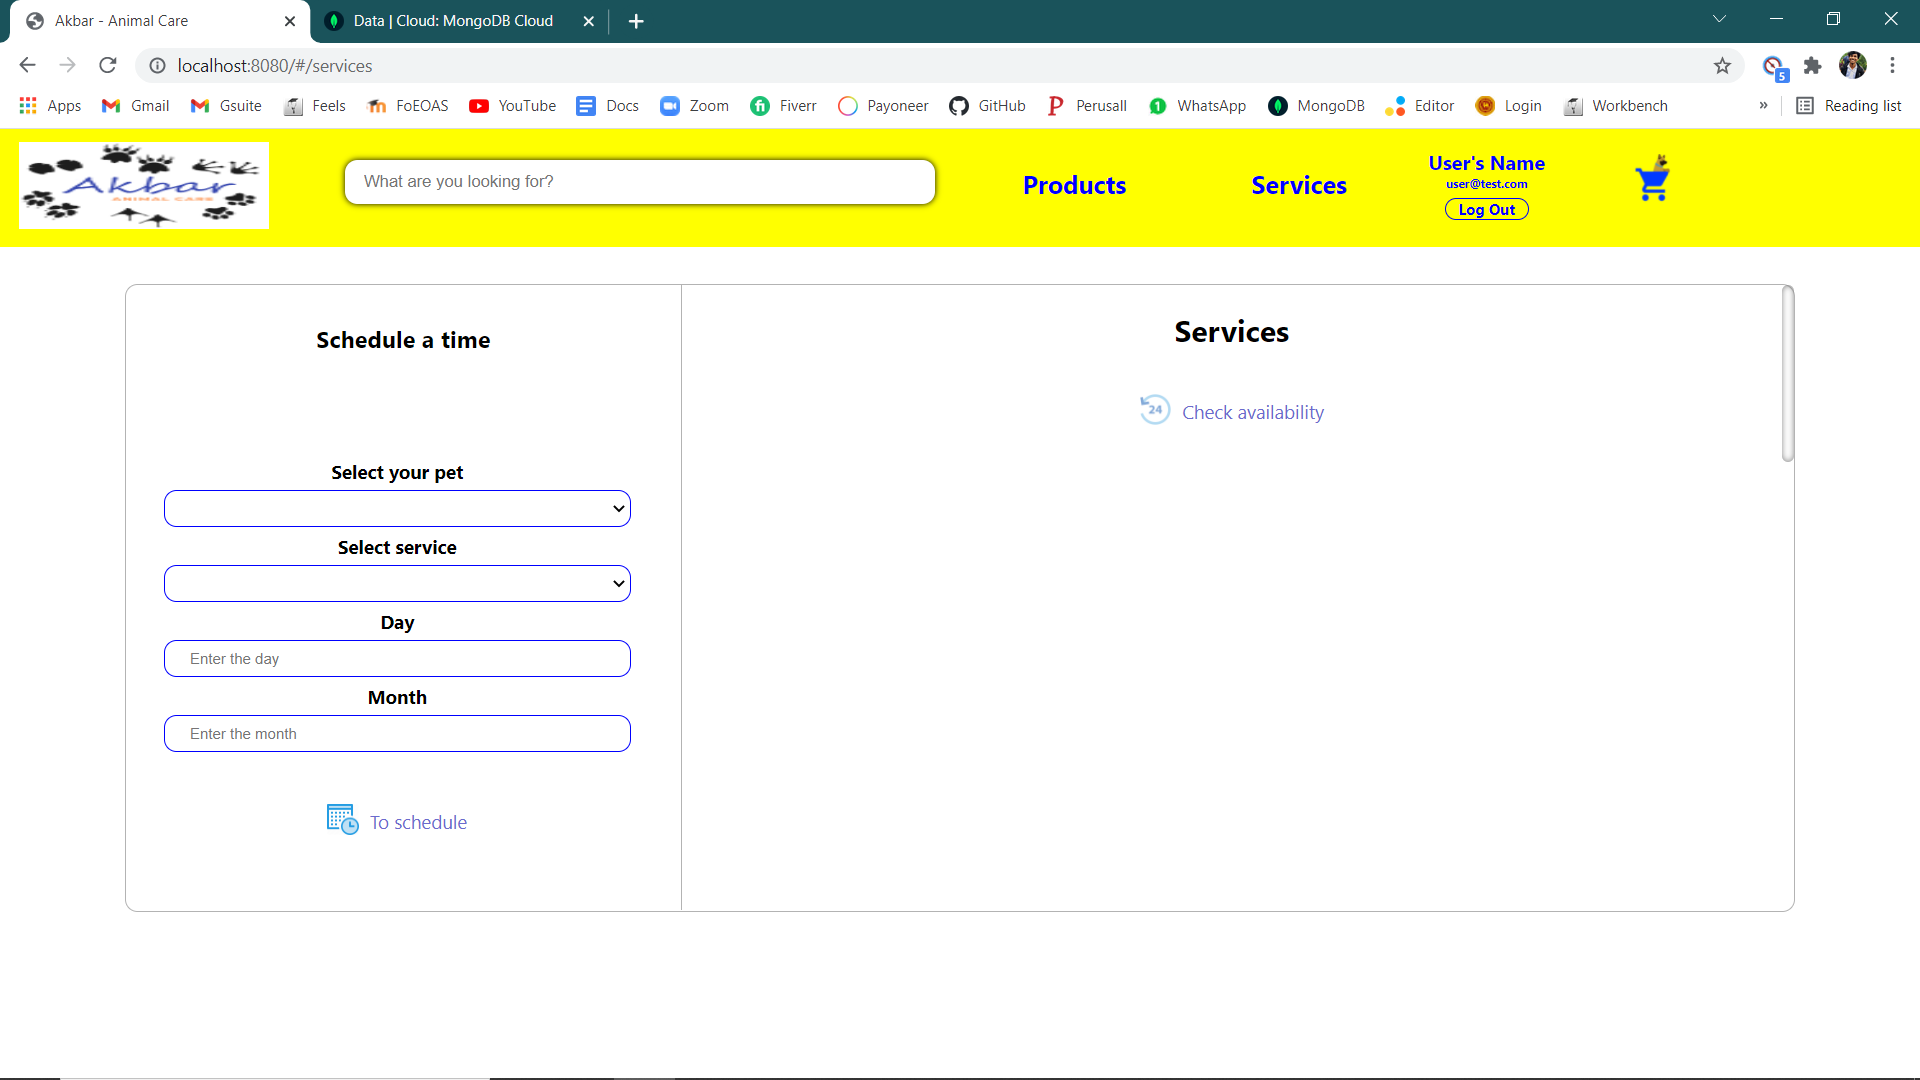 Akbar - Animal Care
Data | Cloud: MongoDB Cloud
localhost:8080/#/services
5
Apps
Gmail
Gsuite
Feels
FoEOAS
YouTube
Docs
Zoom
Fiverr
Payoneer
GitHub
Perusall
1
WhatsApp
MongoDB
Editor
Login
Workbench
»
Reading list
Akbar
ANIMAL CARE
What are you looking for?
Products
Services
User's Name
user@test.com
Log Out
Schedule a time
Select your pet
Select service
Day
Enter the day
Month
Enter the month
To schedule
Services
24
Check availability